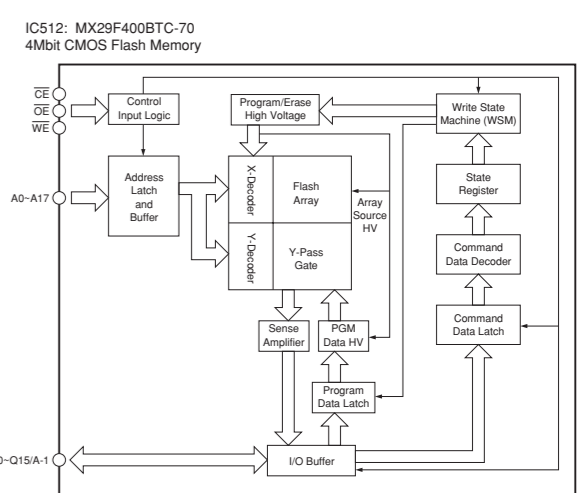 IC512: MX29F400BTC-70
4Mbit CMOS Flash Memory
CE
OE
WE
Control
Input Logic
Program/Erase
High Voltage
Write State
Machine (WSM)
A0~A17
Address
Latch
and
Buffer
X-Decoder
Flash
Array
Array
Source
HV
State
Register
Y-Decoder
Y-Pass
Gate
Command
Data Decoder
Sense
Amplifier
PGM
Data HV
Command
Data Latch
Program
Data Latch
0~Q15/A-1
I/O Buffer